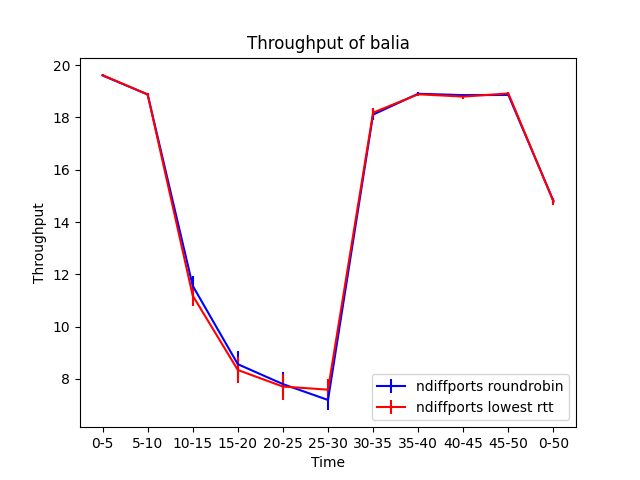 Throughput of balia
Throughput
20
18
16
14
12
10
8
ndiffports roundrobin
ndiffports lowest rtt
0-5 5-10 10-15 15-20 20-25 25-30 30-35 35-40 40-45 45-50 0-50
Time